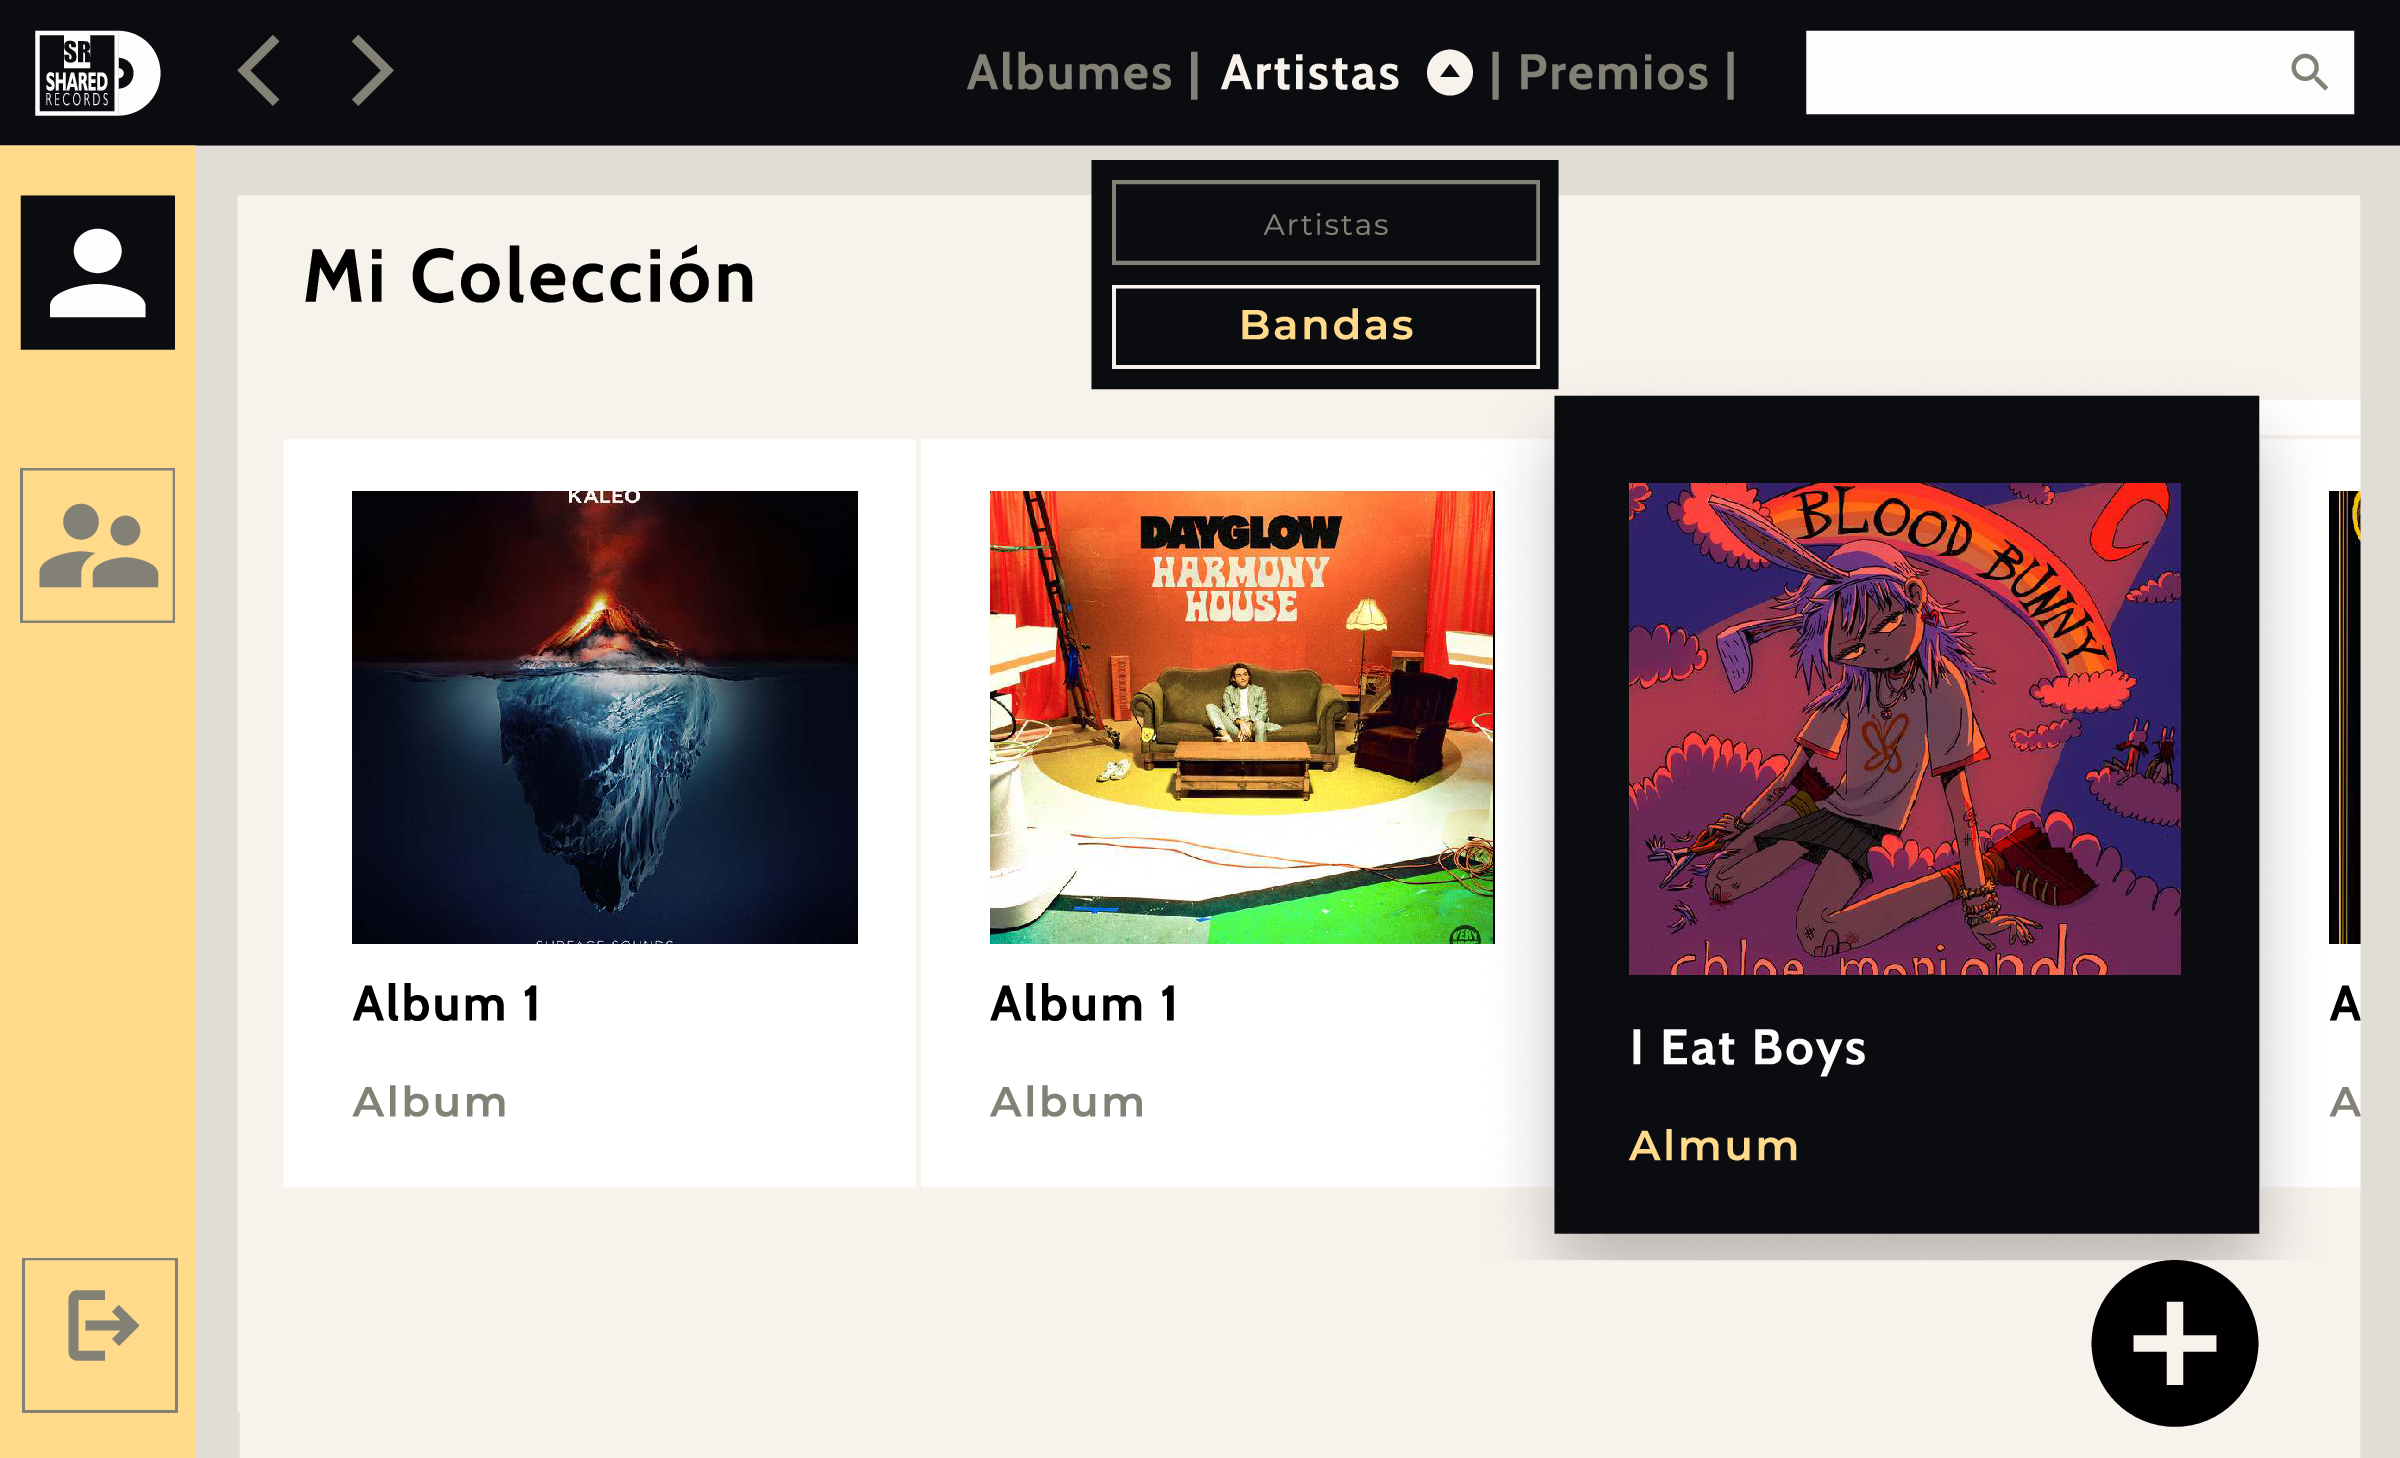 SR
SHARED
RECORDS
Albumes | Artistas | Premios |
Artistas
Bandas
Mi Colección
KALEO
SURFACE SOUNDS
Album 1
Album
DAYGLOW
HARMONY
HOUSE
Album 1
Album
BLOOD BUNNY
chloe moriondo
I Eat Boys
Almum
A
A